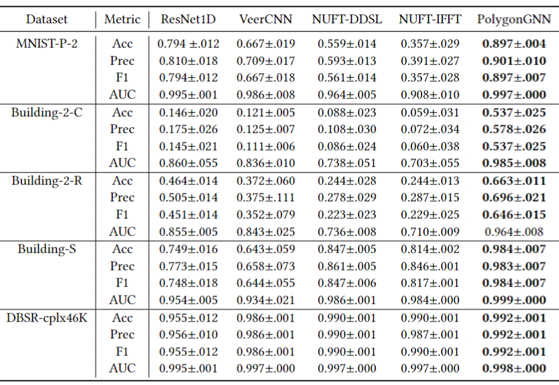 Dataset Metric ResNet1D VeerCNN NUFT-DDSL NUFT-IFFT PolygonGNN
MNIST-P-2 Acc 0.794 ±.012 0.667±.019 0.559±.014 0.357±.029 0.897±.004
Prec 0.810±.018 0.709±.017 0.593±.013 0.391±.027 0.901±.010
F1 0.794±.012 0.667±.018 0.561±.014 0.357±.028 0.897±.007
AUC 0.995±.001 0.986±.008 0.964±.005 0.908±.010 0.997±.000
Building-2-C Acc 0.146±.020 0.121±.005 0.088±.023 0.059±.031 0.537±.025
Prec 0.175±.026 0.125±.007 0.108±.030 0.072±.034 0.578±.026
F1 0.145±.021 0.111±.006 0.086±.024 0.060±.038 0.537±.025
AUC 0.860±.055 0.836±.010 0.738±.051 0.703±.055 0.985±.008
Building-2-R Acc 0.464±.014 0.372±.060 0.244±.028 0.244±.013 0.663±.011
Prec 0.505±.014 0.375±.111 0.278±.029 0.287±.015 0.696±.021
F1 0.451±.014 0.352±.079 0.223±.023 0.229±.025 0.646±.015
AUC 0.855±.005 0.843±.025 0.736±.008 0.710±.009 0.964±.008
Building-S Acc 0.749±.016 0.643±.059 0.847±.005 0.814±.002 0.984±.007
Prec 0.773±.015 0.658±.073 0.861±.005 0.846±.001 0.983±.007
F1 0.748±.018 0.644±.055 0.847±.006 0.817±.001 0.984±.007
AUC 0.954±.005 0.934±.021 0.986±.001 0.984±.000 0.999±.000
DBSR-cplx46K Acc 0.955±.012 0.986±.001 0.990±.001 0.990±.001 0.992±.001
Prec 0.956±.010 0.986±.001 0.990±.001 0.987±.001 0.992±.001
F1 0.955±.012 0.986±.001 0.990±.001 0.990±.001 0.992±.001
AUC 0.995±.001 0.997±.000 0.997±.000 0.997±.000 0.998±.000